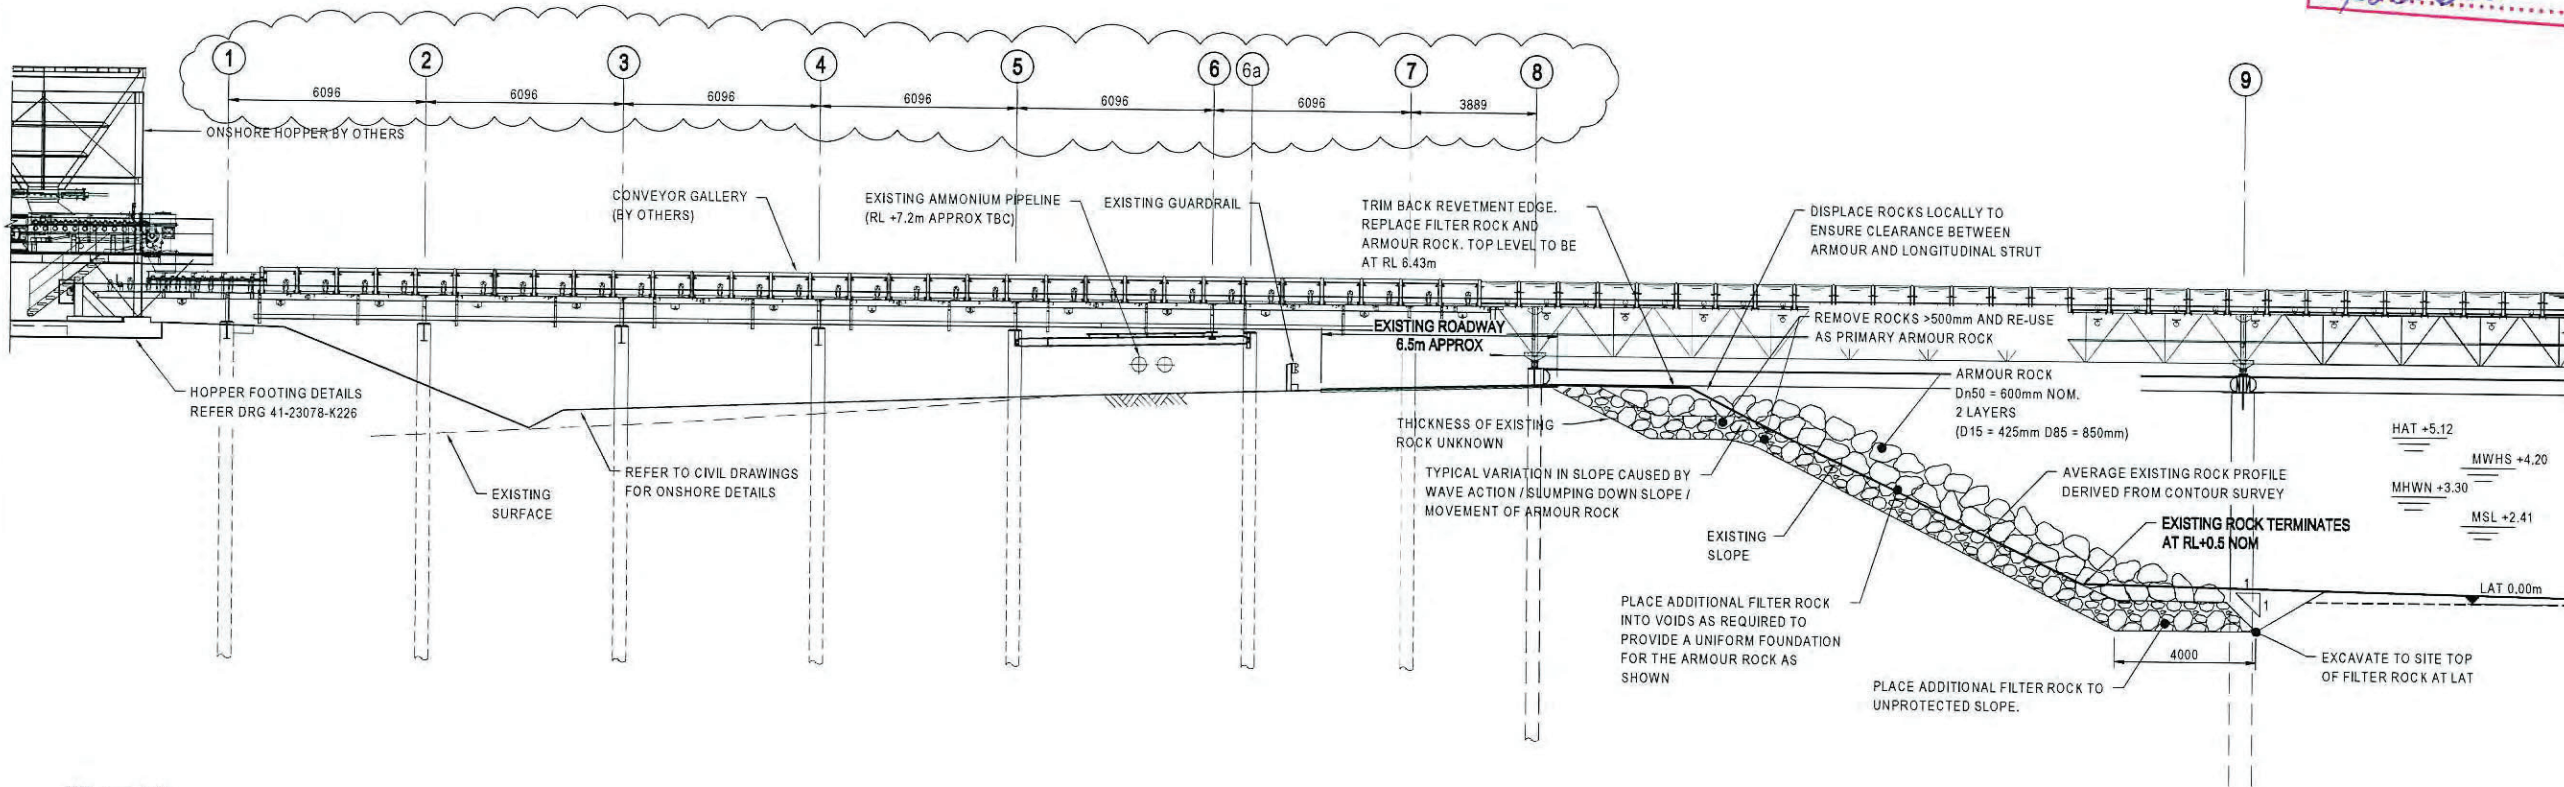 1
2
3
4
5
6
6a
7
8
9
6096
6096
6096
6096
6096
6096
3889
ONSHORE HOPPER BY OTHERS
CONVEYOR GALLERY
(BY OTHERS)
EXISTING AMMONIUM PIPELINE
(RL +7.2m APPROX TBC)
EXISTING GUARDRAIL
TRIM BACK REVETMENT EDGE.
REPLACE FILTER ROCK AND
ARMOUR ROCK. TOP LEVEL TO BE
AT RL 6.43m
DISPLACE ROCKS LOCALLY TO
ENSURE CLEARANCE BETWEEN
ARMOUR AND LONGITUDINAL STRUT
EXISTING ROADWAY
6.5m APPROX
REMOVE ROCKS >500mm AND RE-USE
AS PRIMARY ARMOUR ROCK
ARMOUR ROCK
Dn50 = 600mm NOM.
2 LAYERS
(D15 = 425mm D85 = 850mm)
HOPPER FOOTING DETAILS
REFER DRG 41-23078-K226
THICKNESS OF EXISTING
ROCK UNKNOWN
HAT +5.12
MWHS +4.20
MHWN +3.30
MSL +2.41
REFER TO CIVIL DRAWINGS
FOR ONSHORE DETAILS
EXISTING
SURFACE
TYPICAL VARIATION IN SLOPE CAUSED BY
WAVE ACTION / SLUMPING DOWN SLOPE /
MOVEMENT OF ARMOUR ROCK
AVERAGE EXISTING ROCK PROFILE
DERIVED FROM CONTOUR SURVEY
EXISTING
SLOPE
EXISTING ROCK TERMINATES
AT RL+0.5 NOM
1
1
LAT 0.00m
PLACE ADDITIONAL FILTER ROCK
INTO VOIDS AS REQUIRED TO
PROVIDE A UNIFORM FOUNDATION
FOR THE ARMOUR ROCK AS
SHOWN
4000
EXCAVATE TO SITE TOP
OF FILTER ROCK AT LAT
PLACE ADDITIONAL FILTER ROCK TO
UNPROTECTED SLOPE.